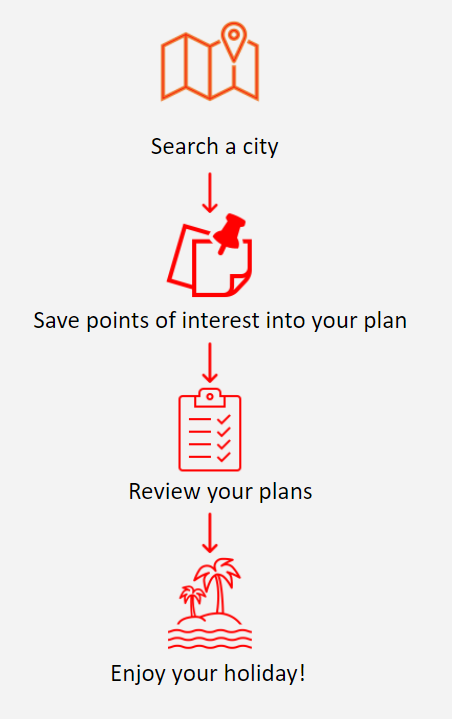 Search a city
Save points of interest into your plan
Review your plans
Enjoy your holiday!